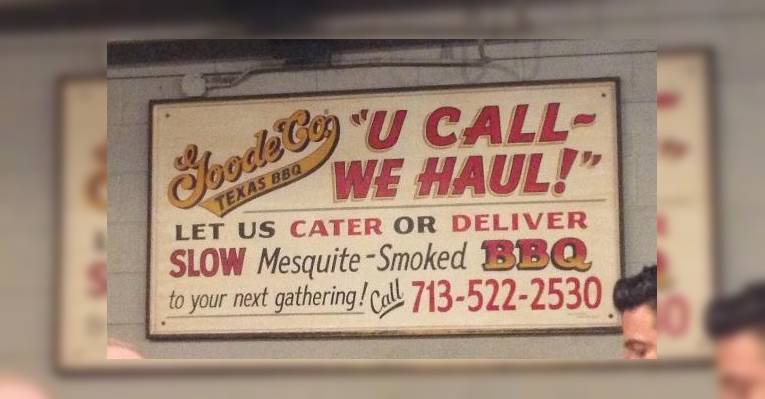 Goode Co. "U CALL~
TEXAS BBQ WE HAUL!"
LET US CATER OR DELIVER
SLOW Mesquite-Smoked BBQ
to your next gathering! Call 713-522-2530